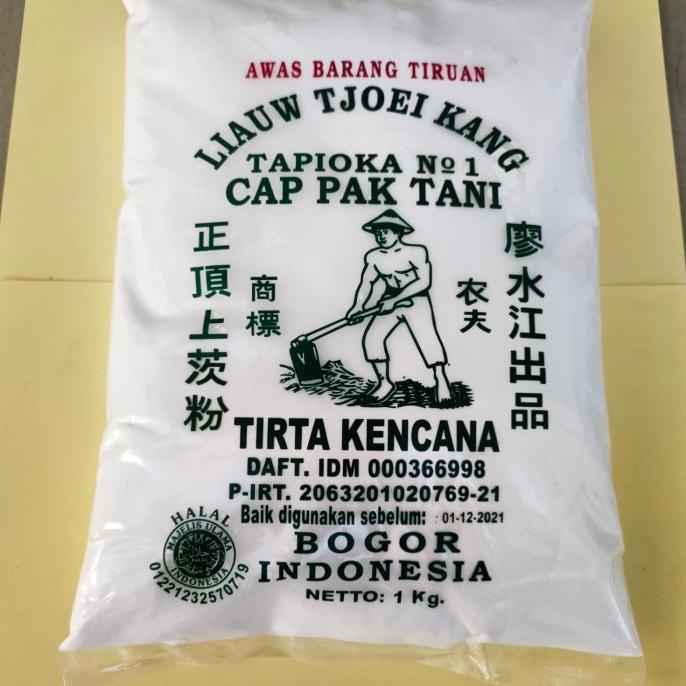 AWAS BARANG TIRUAN
LIAUW TJOEI KANG
TAPIOKA No 1
CAP PAK TANI
正頂上茨粉
商標
农夫
廖水江出品
TIRTA KENCANA
DAFT. IDM 000366998
P-IRT. 2063201020769-21
Baik digunakan sebelum: 01-12-2021
HALAL
MAJELIS ULAMA
INDONESIA
01221232570719
BOGOR
INDONESIA
NETTO: 1 Kg.